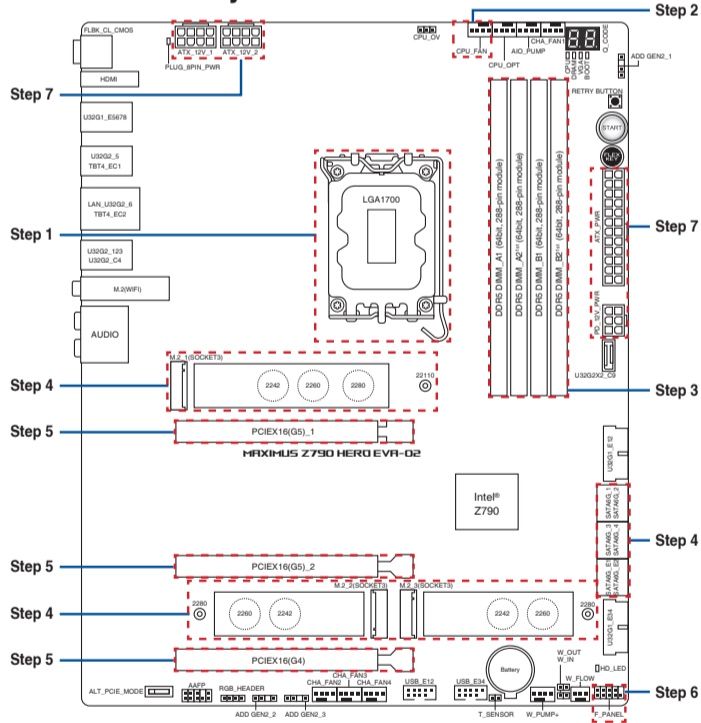 Step 2
FLBK_CL_CMOS
ATX_12V_1
ATX_12V_2
PLUG_8PIN_PWR
CPU_OV
CPU_FAN
CPU_OPT
AIO_PUMP
CHA_FAN1
Q_CODE
CPU
DRAM
VGA
BOOT
ADD GEN2_1
RETRY BUTTON
START
FLEX
KEY
Step 7
HDMI
U32G1_E5678
U32G2_5
TBT4_EC1
LAN_U32G2_6
TBT4_EC2
Step 1
U32G2_123
U32G2_C4
M.2(WIFI)
AUDIO
LGA1700
DDR5 DIMM_A1 (64bit, 288-pin module)
DDR5 DIMM_A2¹ˢᵗ (64bit, 288-pin module)
DDR5 DIMM_B1 (64bit, 288-pin module)
DDR5 DIMM_B2¹ˢᵗ (64bit, 288-pin module)
ATX_PWR
Step 7
PD_12V_PWR
U32G2X2_C9
Step 3
M.2_1(SOCKET3)
Step 4
2242
2260
2280
22110
Step 5
PCIEX16(G5)_1
MAXIMUS Z790 HERO EVA-02
U32G1_E12
Intel®
Z790
SATA6G_1
SATA6G_2
SATA6G_3
SATA6G_4
SATA6G_E1
SATA6G_E2
Step 4
Step 5
PCIEX16(G5)_2
M.2_2(SOCKET3)
M.2_3(SOCKET3)
Step 4
2280
2260
2242
2242
2260
2280
U32G1_E34
Step 5
PCIEX16(G4)
Battery
W_OUT
W_IN
HD_LED
ALT_PCIE_MODE
AAFP
RGB_HEADER
ADD GEN2_2
ADD GEN2_3
CHA_FAN2
CHA_FAN3
CHA_FAN4
USB_E12
USB_E34
T_SENSOR
W_PUMP+
W_FLOW
F_PANEL
Step 6